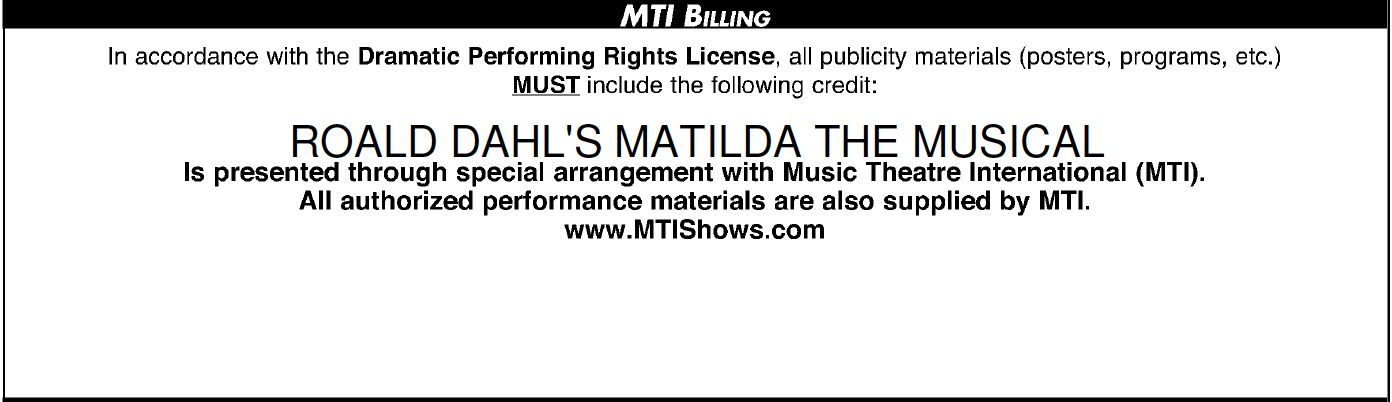 MTI BILLING
In accordance with the Dramatic Performing Rights License, all publicity materials (posters, programs, etc.)
MUST include the following credit:
ROALD DAHL'S MATILDA THE MUSICAL
Is presented through special arrangement with Music Theatre International (MTI).
All authorized performance materials are also supplied by MTI.
www.MTIShows.com